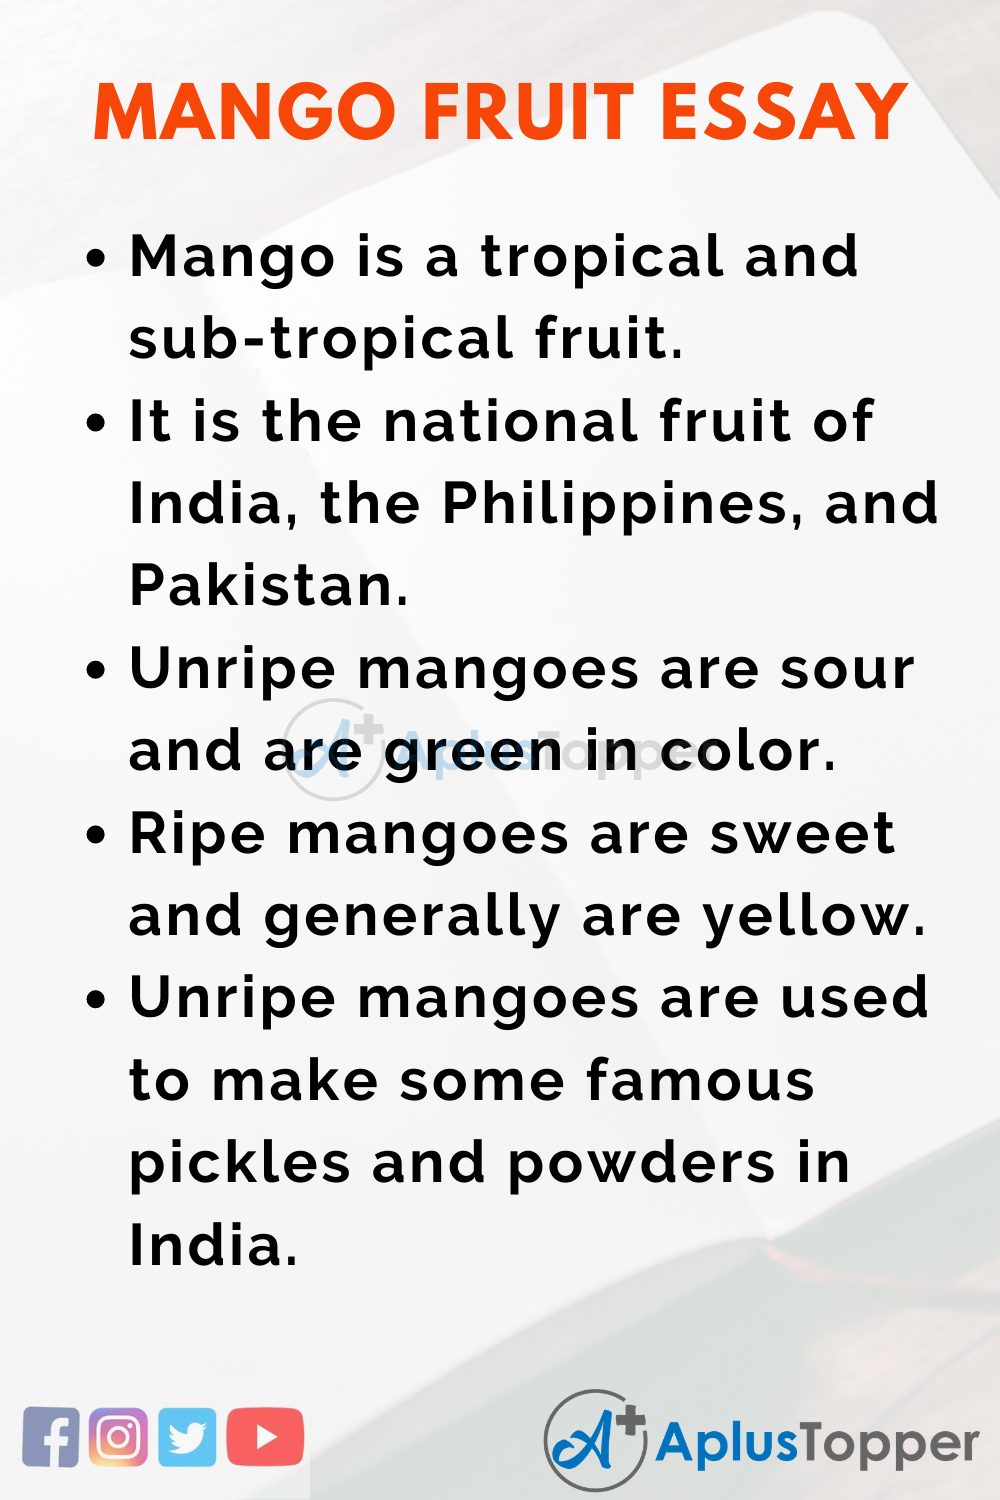 MANGO FRUIT ESSAY
• Mango is a tropical and
sub-tropical fruit.
• It is the national fruit of
India, the Philippines, and
Pakistan.
• Unripe mangoes are sour
and are green in color.
AplusTopper
• Ripe mangoes are sweet
and generally are yellow.
• Unripe mangoes are used
to make some famous
pickles and powders in
India.
A+ AplusTopper